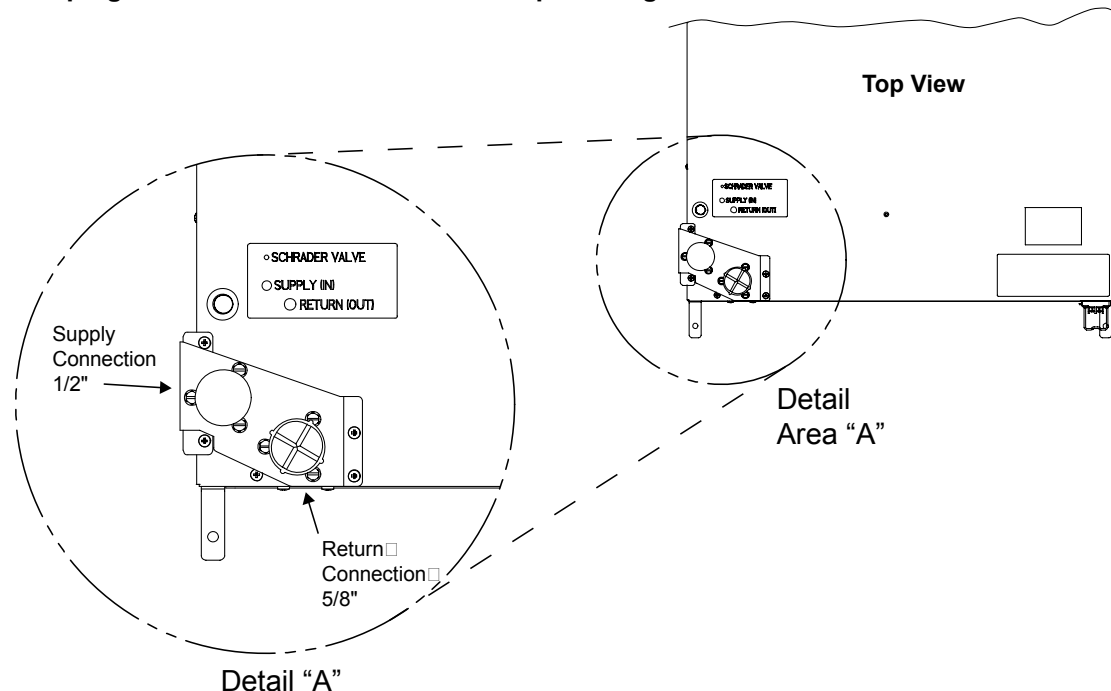 Top View
SCHRADER VALVE
SUPPLY (IN)
RETURN (OUT)
SCHRADER VALVE
SUPPLY (IN)
RETURN (OUT)
Supply
Connection
1/2"
Detail
Area “A”
Return
Connection
5/8"
Detail “A”